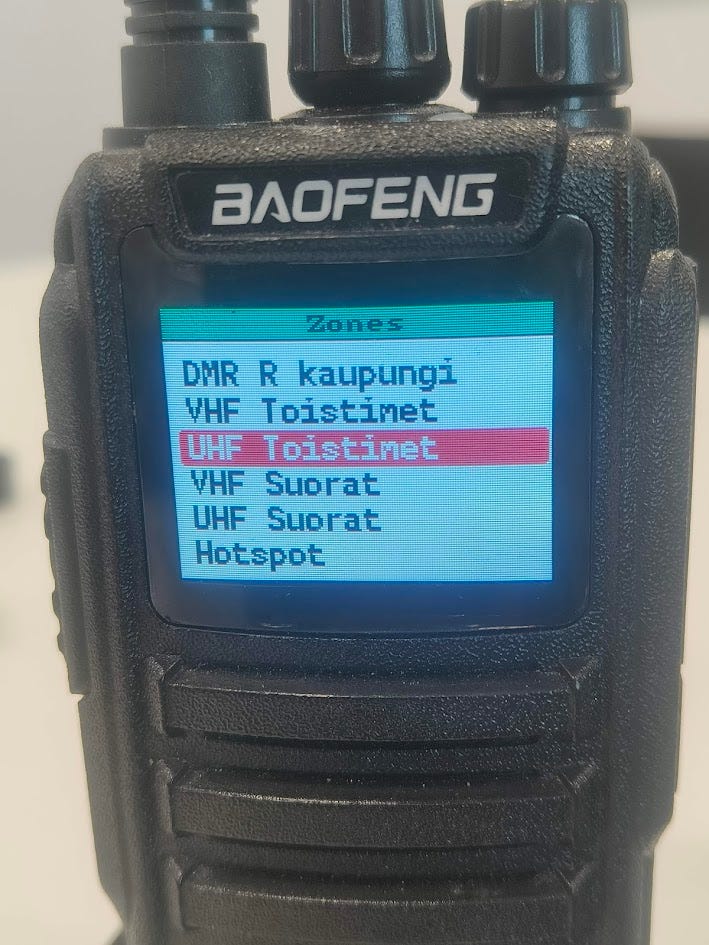 BAOFENG
Zones
DMR R kaupungi
VHF Toistimet
UHF Toistimet
VHF Suorat
UHF Suorat
Hotspot